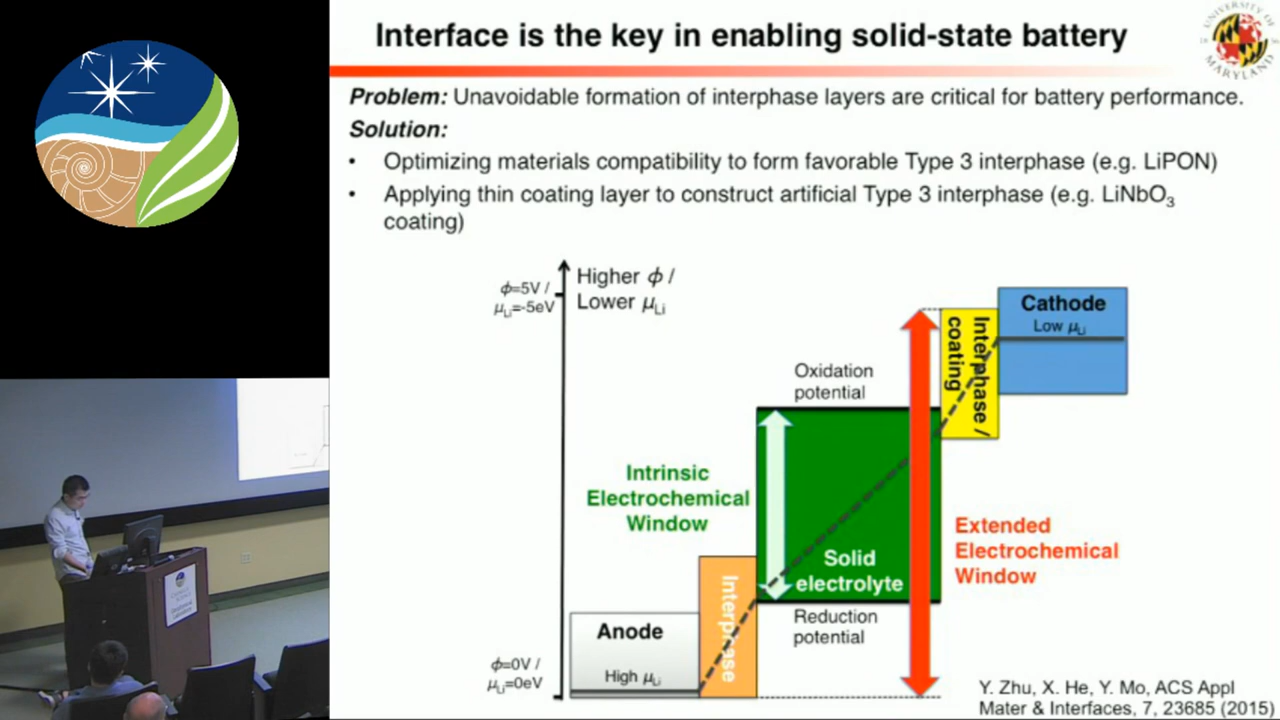 Interface is the key in enabling solid-state battery
UNIVERSITY OF
MARYLAND
Problem: Unavoidable formation of interphase layers are critical for battery performance.
Solution:
• Optimizing materials compatibility to form favorable Type 3 interphase (e.g. LiPON)
• Applying thin coating layer to construct artificial Type 3 interphase (e.g. LiNbO₃
coating)
Higher ϕ /
Lower μLi
ϕ=5V /
μLi=-5eV
Cathode
Low μLi
Interphase /
coating
Oxidation
potential
Intrinsic
Electrochemical
Window
Extended
Electrochemical
Window
Solid
electrolyte
Interphase
Reduction
potential
Anode
High μLi
ϕ=0V /
μLi=0eV
Y. Zhu, X. He, Y. Mo, ACS Appl
Mater & Interfaces, 7, 23685 (2015)